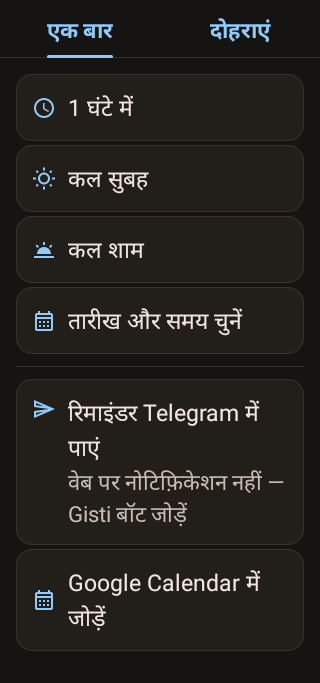 एक बार
दोहराएं
1 घंटे में
कल सुबह
कल शाम
तारीख और समय चुनें
रिमाइंडर Telegram में
पाएं
वेब पर नोटिफ़िकेशन नहीं —
Gisti बॉट जोड़ें
Google Calendar में
जोड़ें